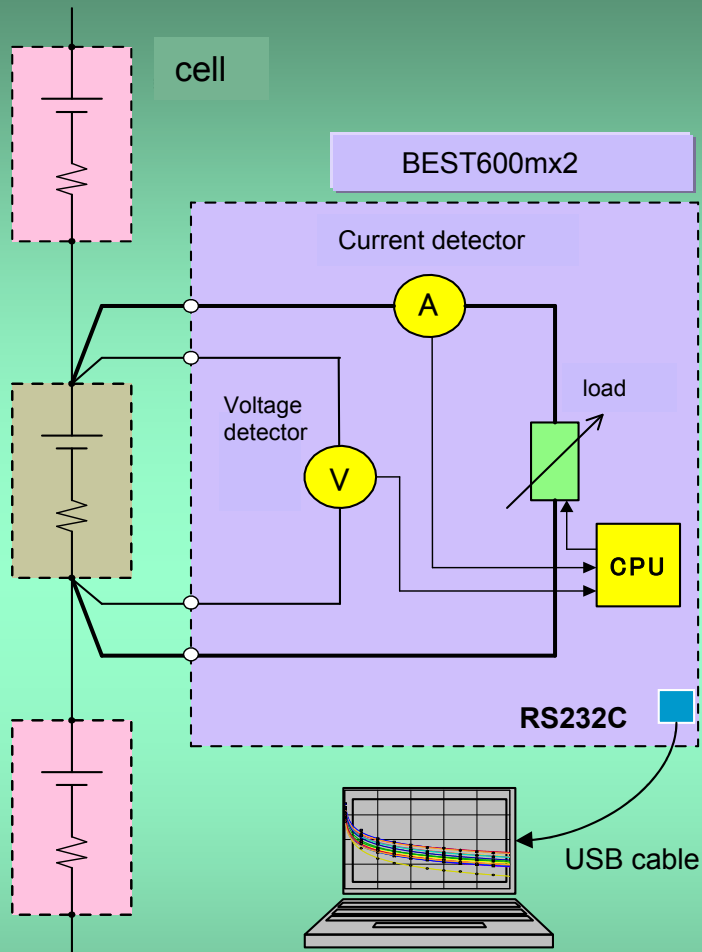 cell
BEST600mx2
Current detector
A
load
Voltage
detector
V
CPU
RS232C
USB cable